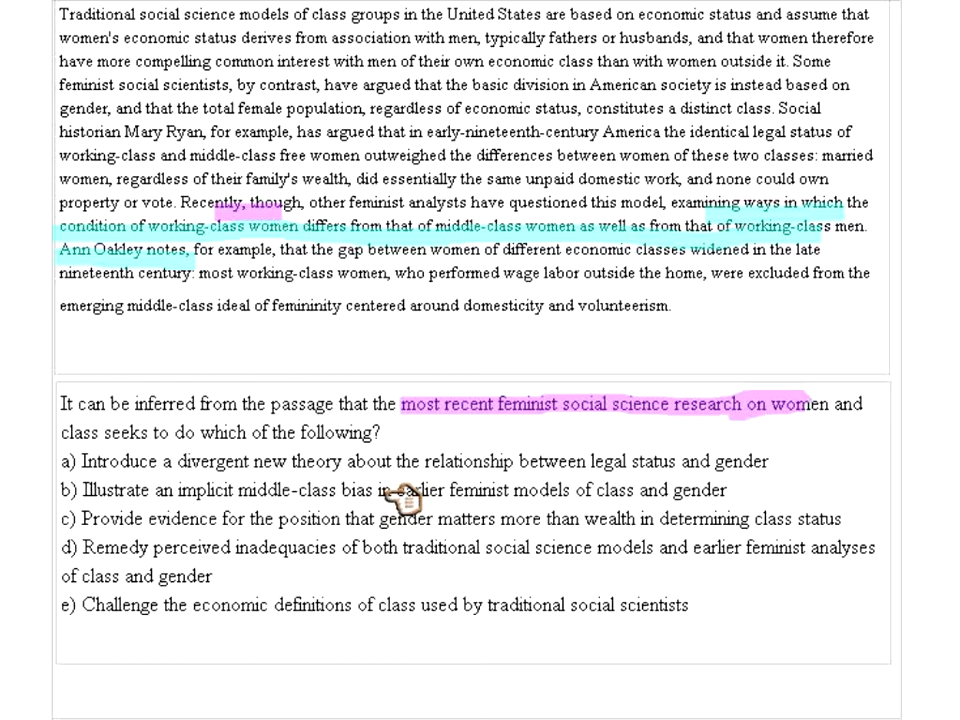 Traditional social science models of class groups in the United States are based on economic status and assume that
women's economic status derives from association with men, typically fathers or husbands, and that women therefore
have more compelling common interest with men of their own economic class than with women outside it. Some
feminist social scientists, by contrast, have argued that the basic division in American society is instead based on
gender, and that the total female population, regardless of economic status, constitutes a distinct class. Social
historian Mary Ryan, for example, has argued that in early-nineteenth-century America the identical legal status of
working-class and middle-class free women outweighed the differences between women of these two classes: married
women, regardless of their family's wealth, did essentially the same unpaid domestic work, and none could own
property or vote. Recently, though, other feminist analysts have questioned this model, examining ways in which the
condition of working-class women differs from that of middle-class women as well as from that of working-class men.
Ann Oakley notes, for example, that the gap between women of different economic classes widened in the late
nineteenth century: most working-class women, who performed wage labor outside the home, were excluded from the
emerging middle-class ideal of femininity centered around domesticity and volunteerism.
It can be inferred from the passage that the most recent feminist social science research on women and
class seeks to do which of the following?
a) Introduce a divergent new theory about the relationship between legal status and gender
b) Illustrate an implicit middle-class bias in earlier feminist models of class and gender
c) Provide evidence for the position that gender matters more than wealth in determining class status
d) Remedy perceived inadequacies of both traditional social science models and earlier feminist analyses
of class and gender
e) Challenge the economic definitions of class used by traditional social scientists